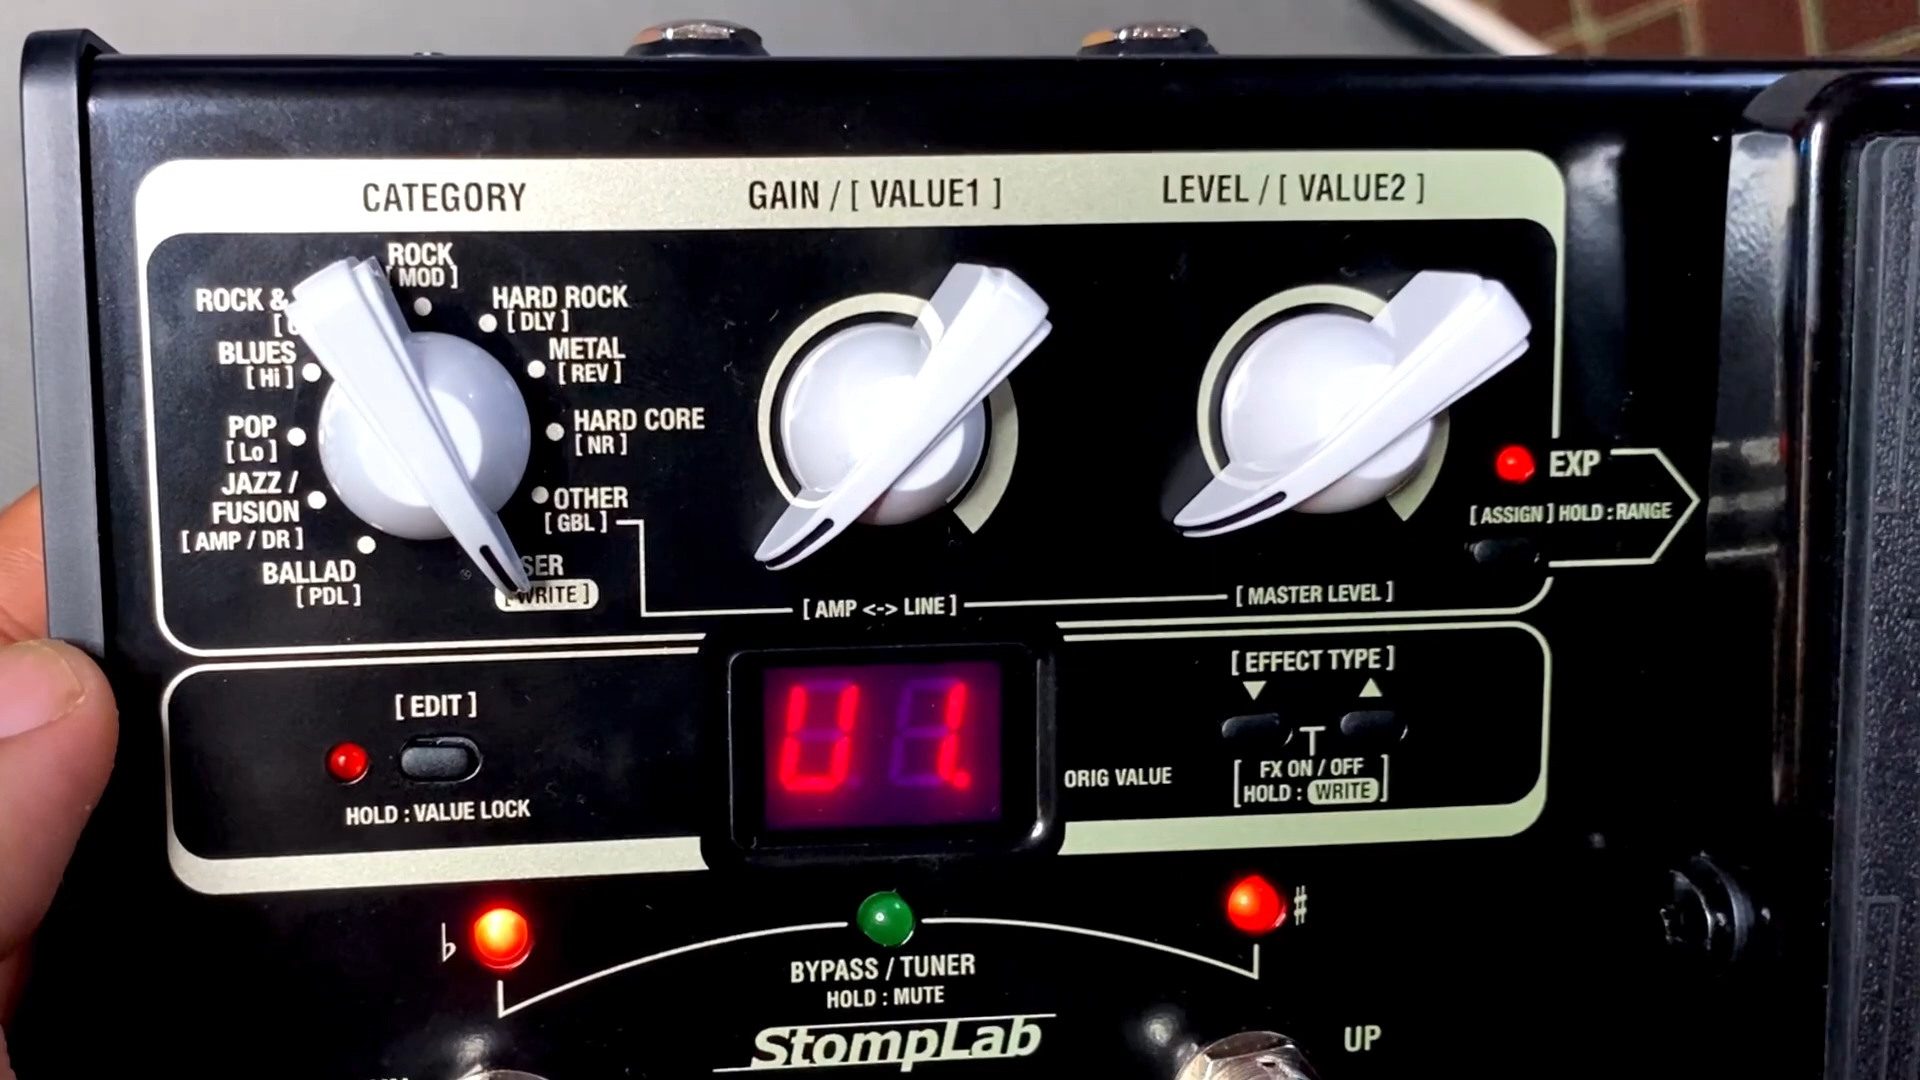 CATEGORY
GAIN / [ VALUE1 ]
LEVEL / [ VALUE2 ]
ROCK
[ MOD ]
ROCK &
HARD ROCK
[ DLY ]
BLUES
[ Hi ]
METAL
[ REV ]
POP
[ Lo ]
HARD CORE
[ NR ]
JAZZ /
FUSION
[ AMP / DR ]
OTHER
[ GBL ]
BALLAD
[ PDL ]
[ WRITE ]
EXP
[ ASSIGN ] HOLD : RANGE
[ AMP <-> LINE ]
[ MASTER LEVEL ]
[ EDIT ]
HOLD : VALUE LOCK
U1.
ORIG VALUE
[ EFFECT TYPE ]
▼ ▲
[ FX ON / OFF
HOLD : WRITE ]
♭
♯
BYPASS / TUNER
HOLD : MUTE
StompLab
UP